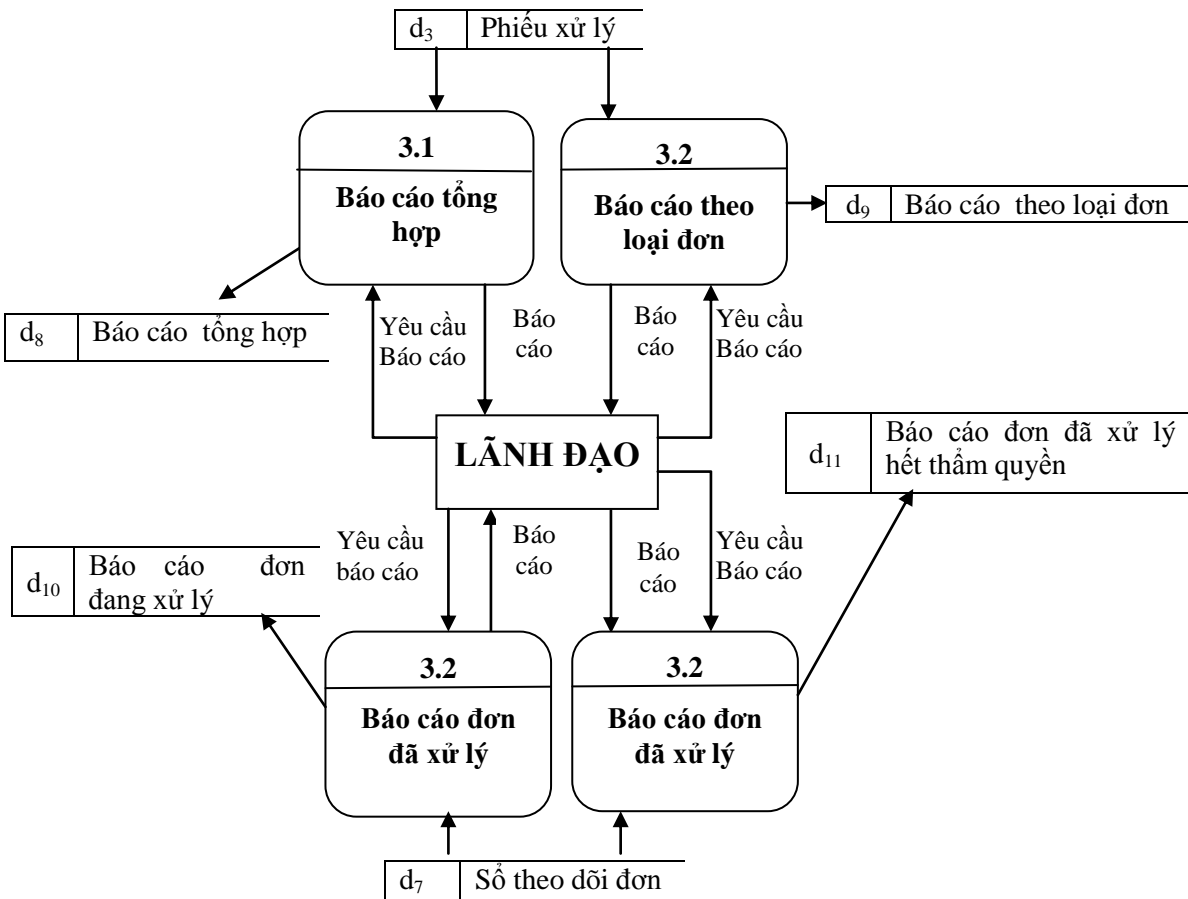 d₃ Phiếu xử lý
3.1
Báo cáo tổng
hợp
3.2
Báo cáo theo
loại đơn
d₉ Báo cáo theo loại đơn
d₈ Báo cáo tổng hợp
Yêu cầu
Báo cáo
Báo
cáo
Báo
cáo
Yêu cầu
Báo cáo
LÃNH ĐẠO
d₁₁ Báo cáo đơn đã xử lý
hết thẩm quyền
d₁₀ Báo cáo đơn
đang xử lý
Yêu cầu
báo cáo
Báo
cáo
Báo
cáo
Yêu cầu
Báo cáo
3.2
Báo cáo đơn
đã xử lý
3.2
Báo cáo đơn
đã xử lý
d₇ Sổ theo dõi đơn